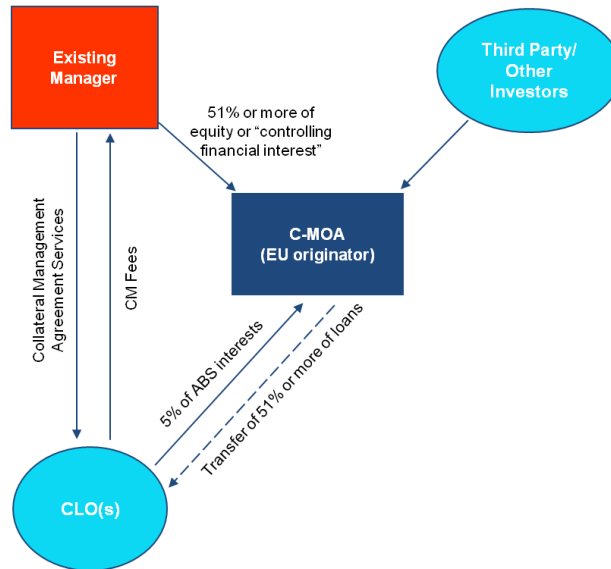 Existing
Manager
Third Party/
Other
Investors
51% or more of
equity or “controlling
financial interest”
C-MOA
(EU originator)
Collateral Management
Agreement Services
CM Fees
5% of ABS interests
Transfer of 51% or more of loans
CLO(s)